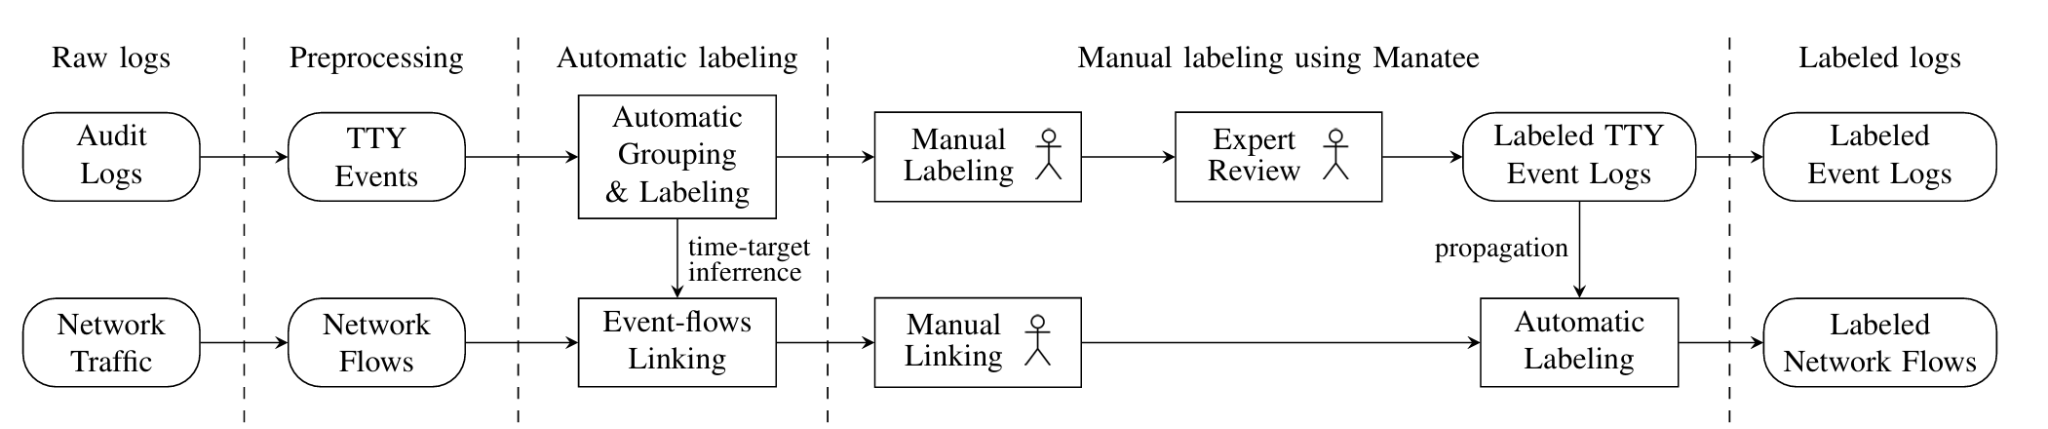 Raw logs
Preprocessing
Automatic labeling
Manual labeling using Manatee
Labeled logs
Audit
Logs
TTY
Events
Automatic
Grouping
& Labeling
Manual
Labeling
Expert
Review
Labeled TTY
Event Logs
Labeled
Event Logs
time-target
inferrence
propagation
Network
Traffic
Network
Flows
Event-flows
Linking
Manual
Linking
Automatic
Labeling
Labeled
Network Flows